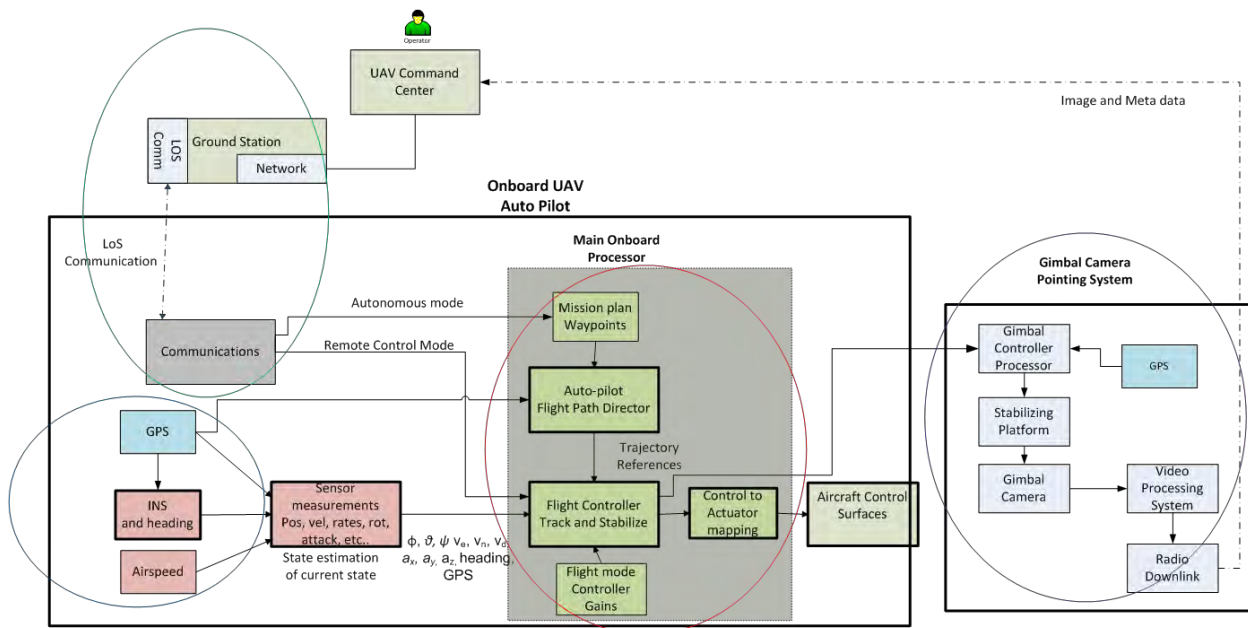 Operator
UAV Command
Center
Image and Meta data
LOS
Comm
Ground Station
Network
Onboard UAV
Auto Pilot
LoS
Communication
Main Onboard
Processor
Gimbal Camera
Pointing System
Autonomous mode
Mission plan
Waypoints
Communications
Remote Control Mode
Gimbal
Controller
Processor
GPS
Auto-pilot
Flight Path Director
GPS
Stabilizing
Platform
Trajectory
References
INS
and heading
Sensor
measurements
Pos, vel, rates, rot,
attack, etc..
Flight Controller
Track and Stabilize
Control to
Actuator
mapping
Aircraft Control
Surfaces
Gimbal
Camera
Video
Processing
System
Airspeed
State estimation
of current state
ϕ, ϑ, ψ vₑ, vₙ, v_d
aₓ, a_y, a_z, heading,
GPS
Flight mode
Controller
Gains
Radio
Downlink